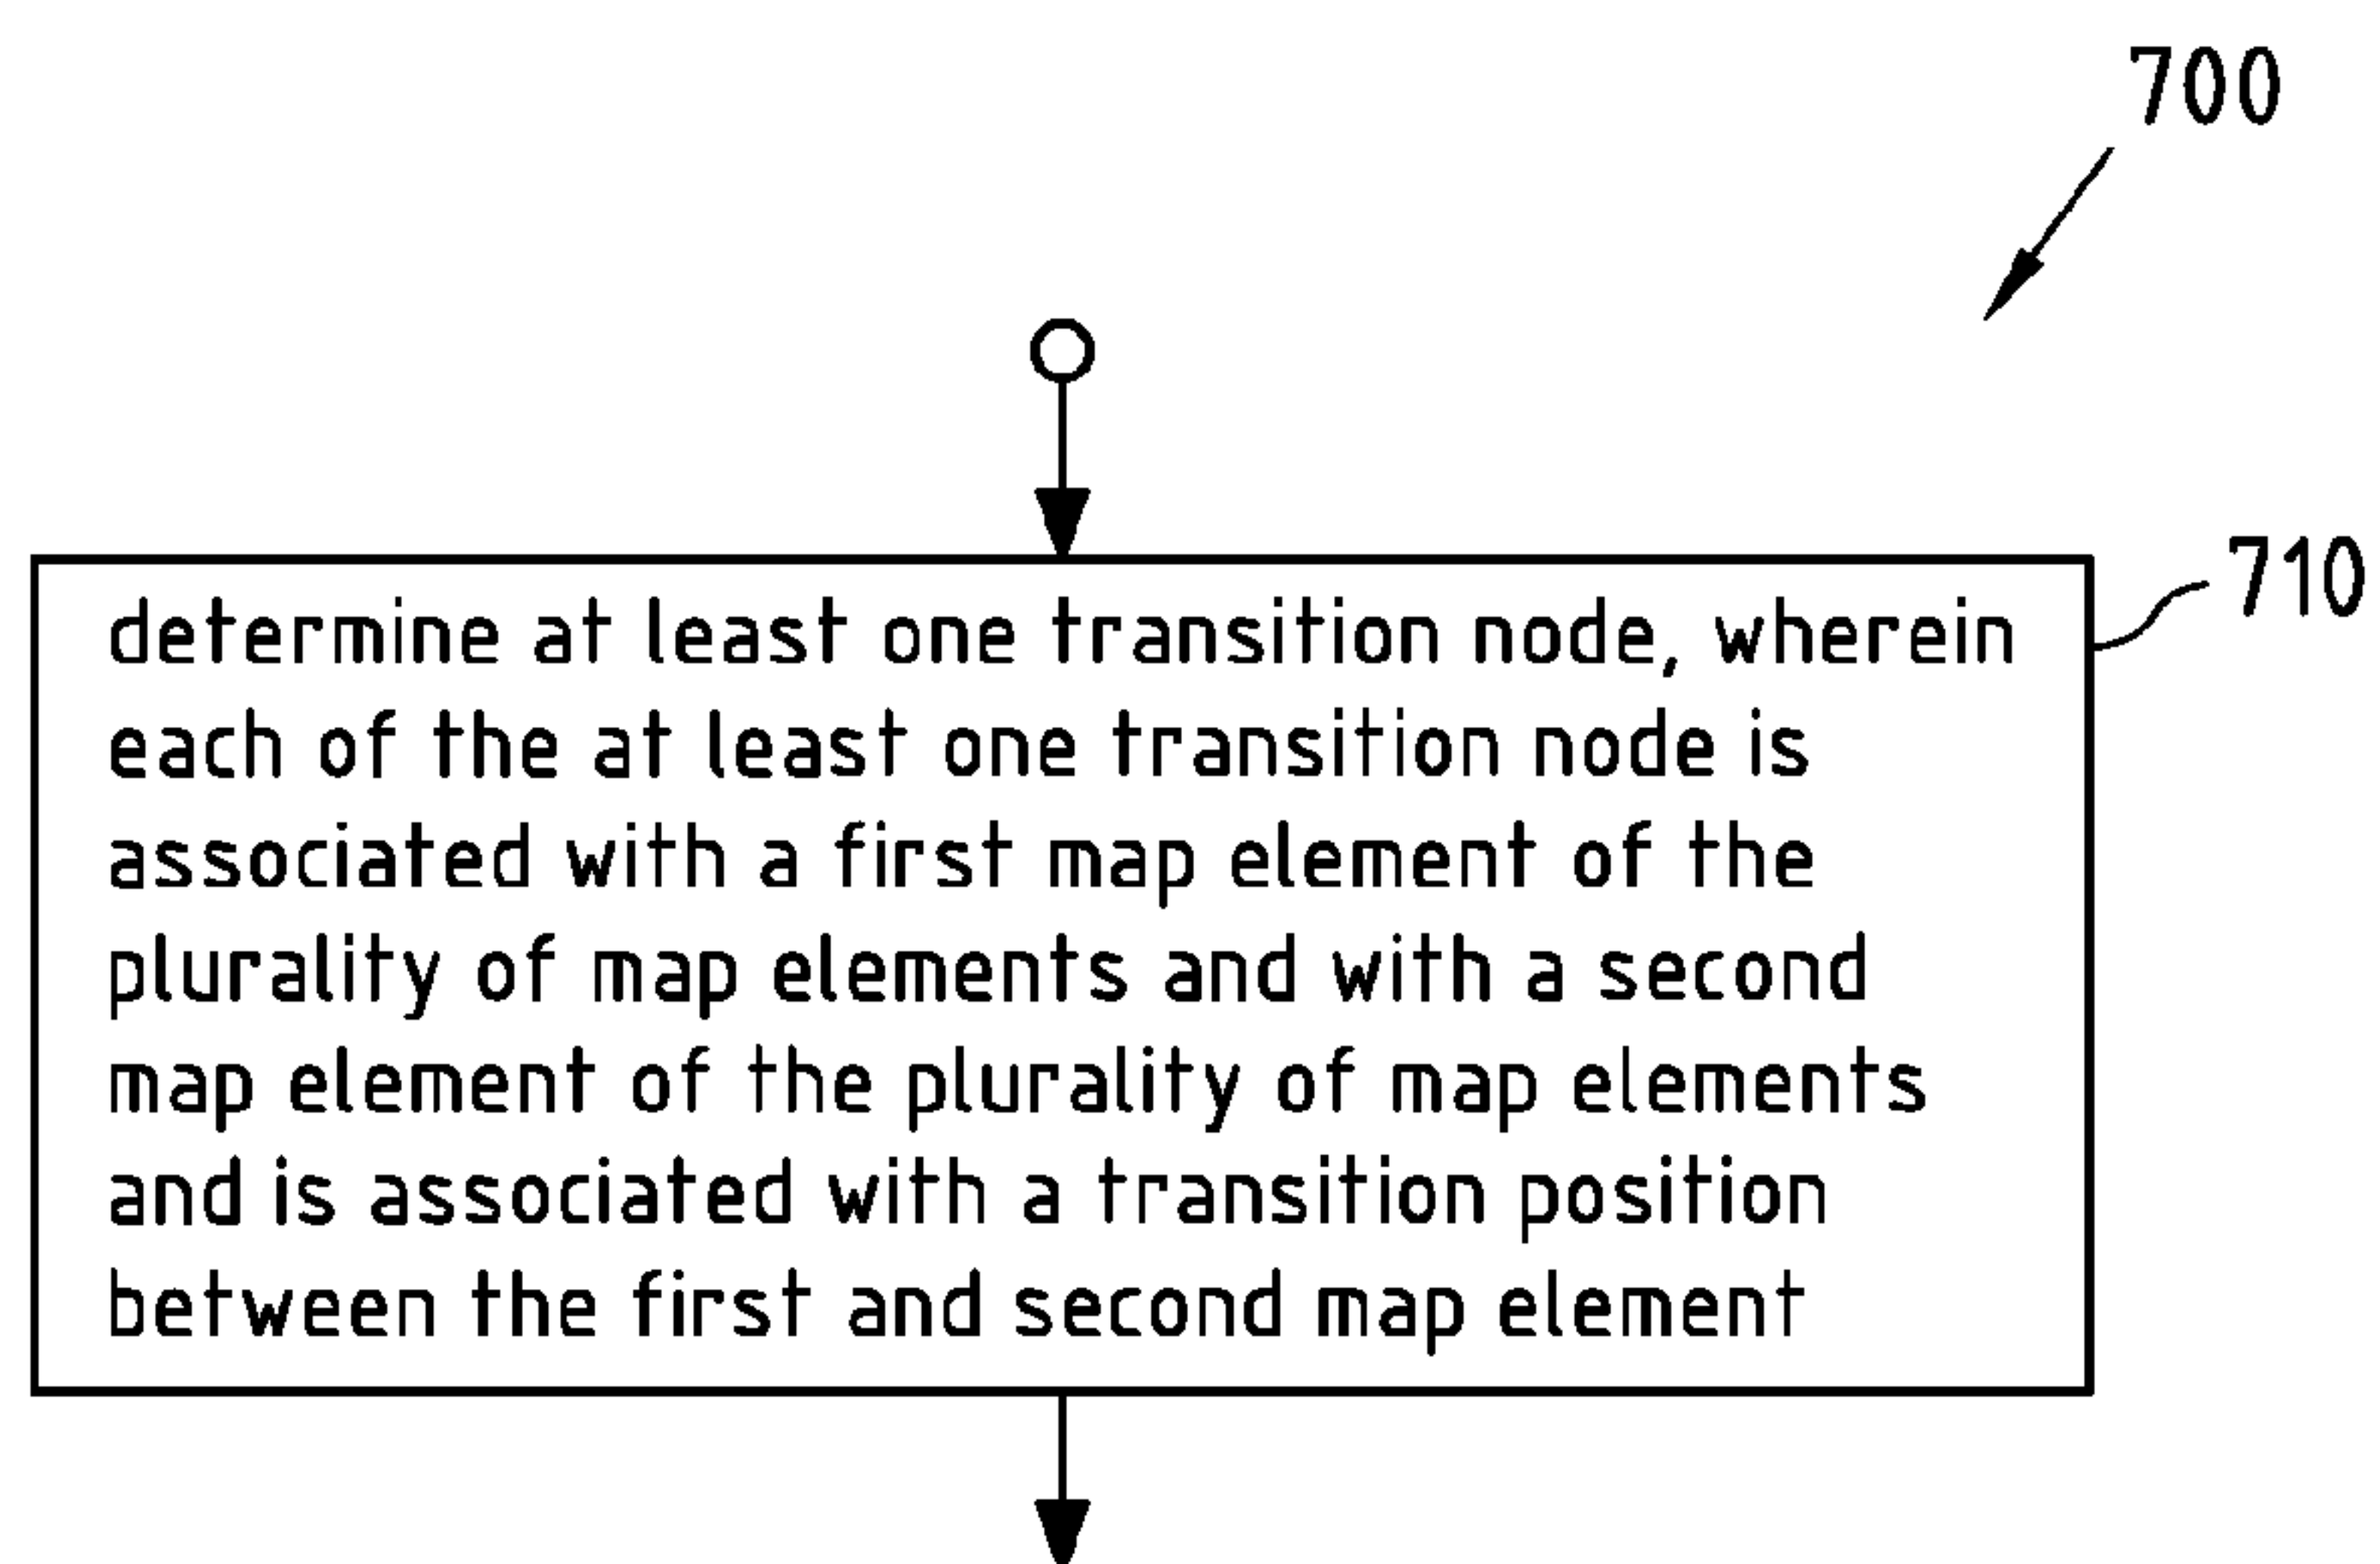 700
710
determine at least one transition node, wherein
each of the at least one transition node is
associated with a first map element of the
plurality of map elements and with a second
map element of the plurality of map elements
and is associated with a transition position
between the first and second map element